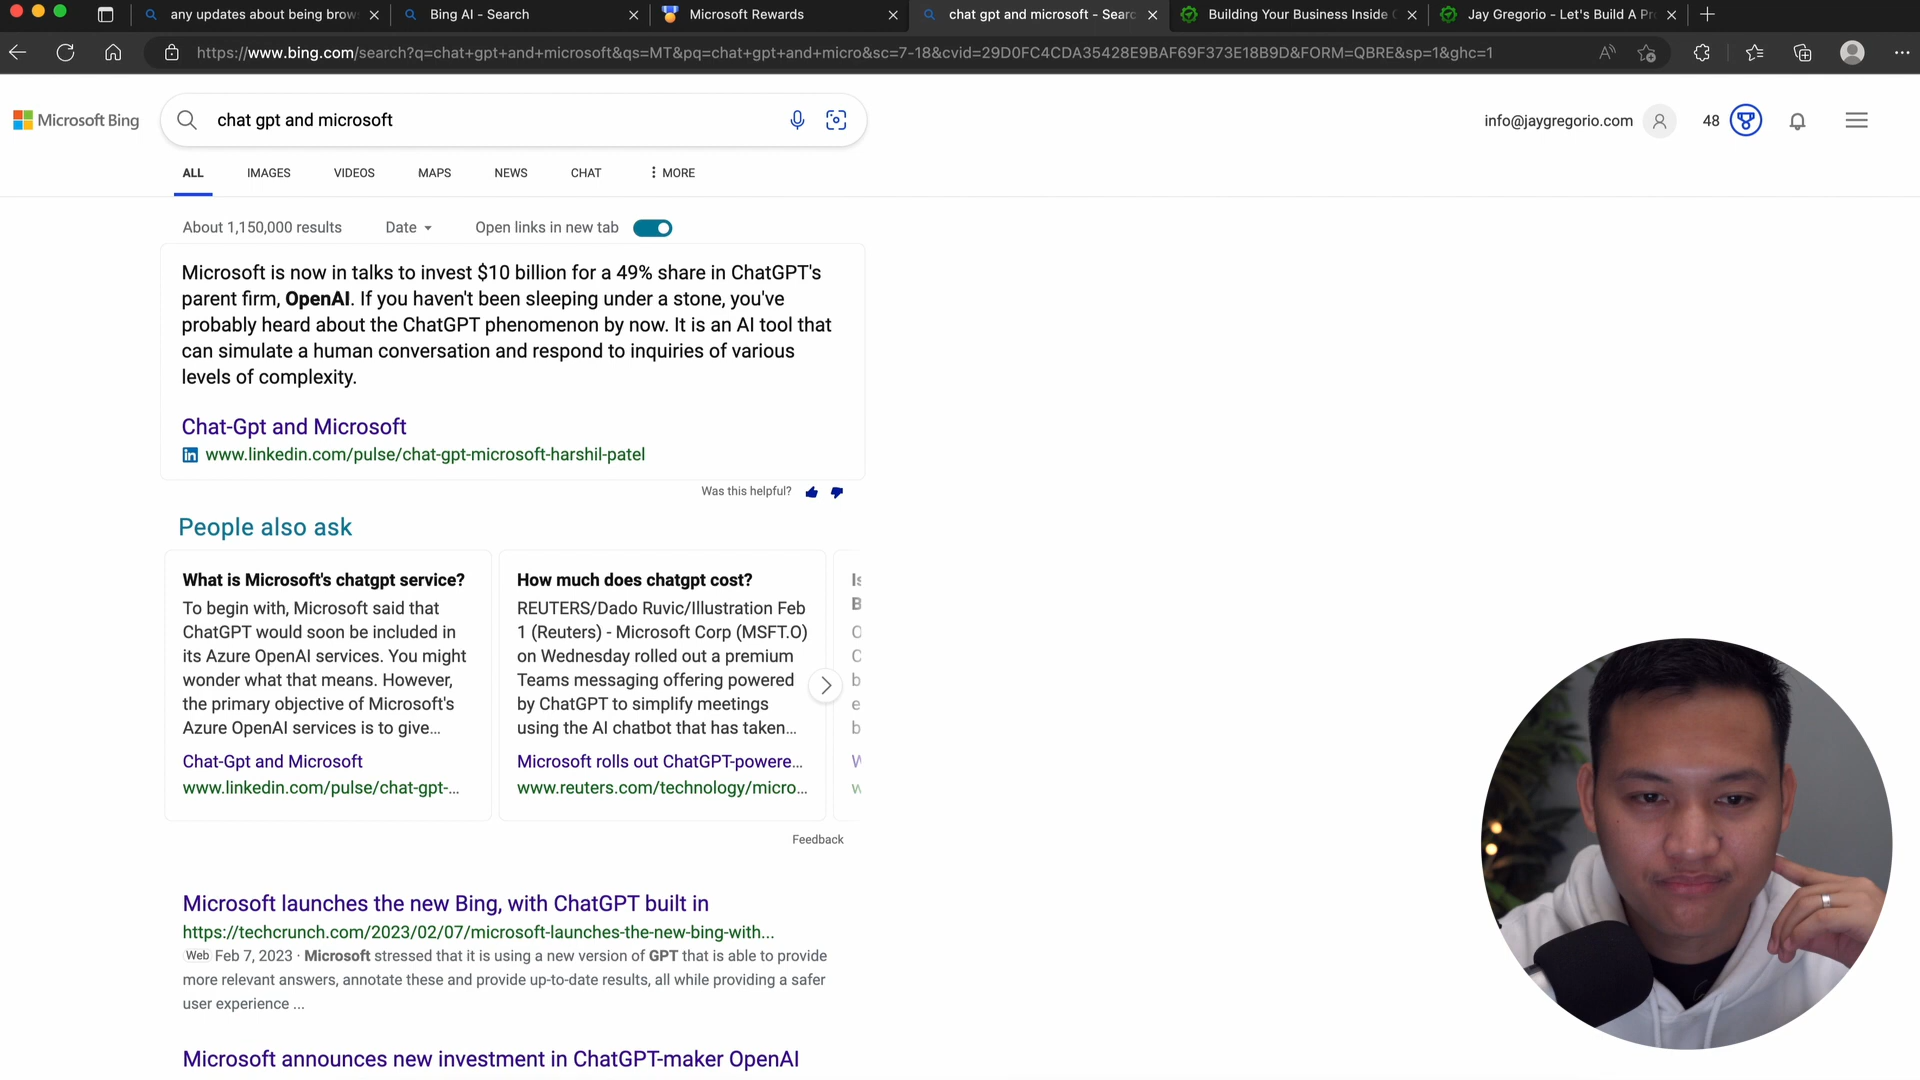 any updates about being brow
Bing AI - Search
Microsoft Rewards
chat gpt and microsoft - Searc
Building Your Business Inside
Jay Gregorio - Let's Build A Pr
https://www.bing.com/search?q=chat+gpt+and+microsoft&qs=MT&pq=chat+gpt+and+micro&sc=7-18&cvid=29D0FC4CDA35428E9BAF69F373E18B9D&FORM=QBRE&sp=1&ghc=1
Microsoft Bing
chat gpt and microsoft
info@jaygregorio.com
48
ALL
IMAGES
VIDEOS
MAPS
NEWS
CHAT
MORE
About 1,150,000 results
Date
Open links in new tab
Microsoft is now in talks to invest $10 billion for a 49% share in ChatGPT's
parent firm, OpenAI. If you haven't been sleeping under a stone, you've
probably heard about the ChatGPT phenomenon by now. It is an AI tool that
can simulate a human conversation and respond to inquiries of various
levels of complexity.
Chat-Gpt and Microsoft
in www.linkedin.com/pulse/chat-gpt-microsoft-harshil-patel
Was this helpful?
People also ask
What is Microsoft's chatgpt service?
To begin with, Microsoft said that
ChatGPT would soon be included in
its Azure OpenAI services. You might
wonder what that means. However,
the primary objective of Microsoft's
Azure OpenAI services is to give...
Chat-Gpt and Microsoft
www.linkedin.com/pulse/chat-gpt-...
How much does chatgpt cost?
REUTERS/Dado Ruvic/Illustration Feb
1 (Reuters) - Microsoft Corp (MSFT.O)
on Wednesday rolled out a premium
Teams messaging offering powered
by ChatGPT to simplify meetings
using the AI chatbot that has taken...
Microsoft rolls out ChatGPT-powere...
www.reuters.com/technology/micro...
Feedback
Microsoft launches the new Bing, with ChatGPT built in
https://techcrunch.com/2023/02/07/microsoft-launches-the-new-bing-with...
Web Feb 7, 2023 · Microsoft stressed that it is using a new version of GPT that is able to provide
more relevant answers, annotate these and provide up-to-date results, all while providing a safer
user experience ...
Microsoft announces new investment in ChatGPT-maker OpenAI